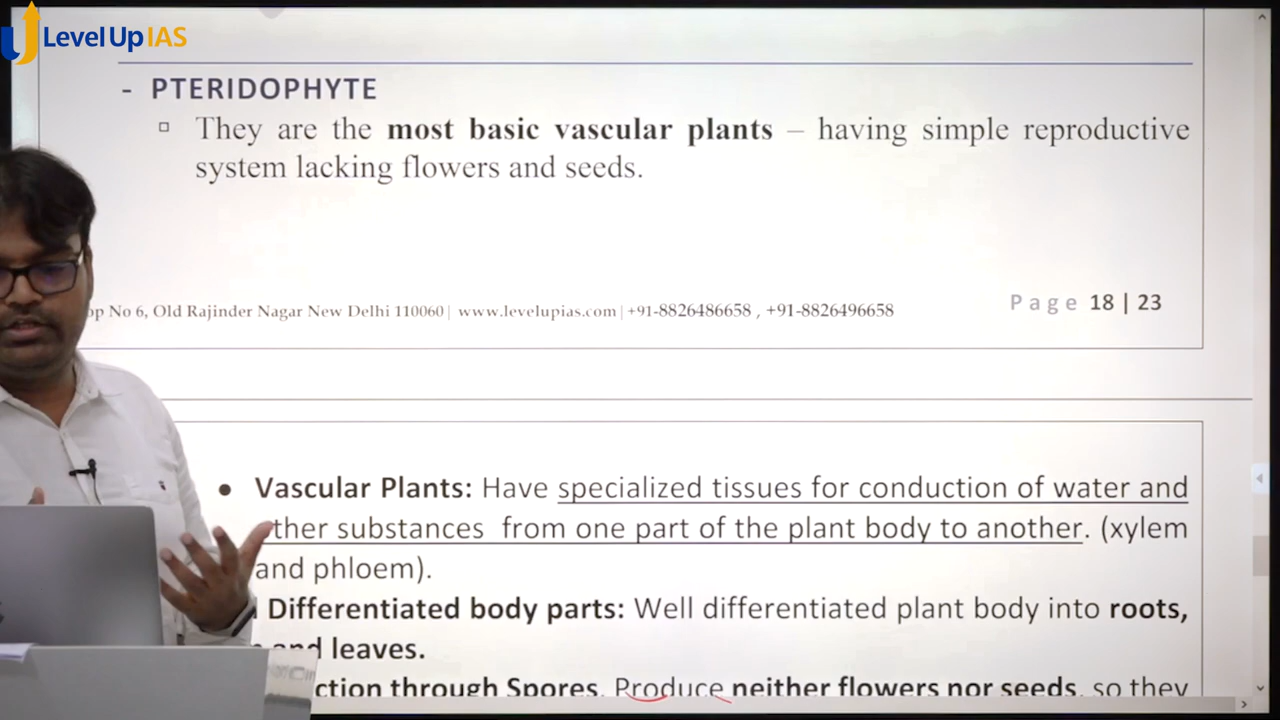 Level Up IAS
- PTERIDOPHYTE
They are the most basic vascular plants – having simple reproductive
system lacking flowers and seeds.
No 6, Old Rajinder Nagar New Delhi 110060 | www.levelupias.com | +91-8826486658 , +91-8826496658
Page 18 | 23
• Vascular Plants: Have specialized tissues for conduction of water and
ther substances from one part of the plant body to another. (xylem
and phloem).
Differentiated body parts: Well differentiated plant body into roots,
and leaves.
ction through Spores. Produce neither flowers nor seeds, so they